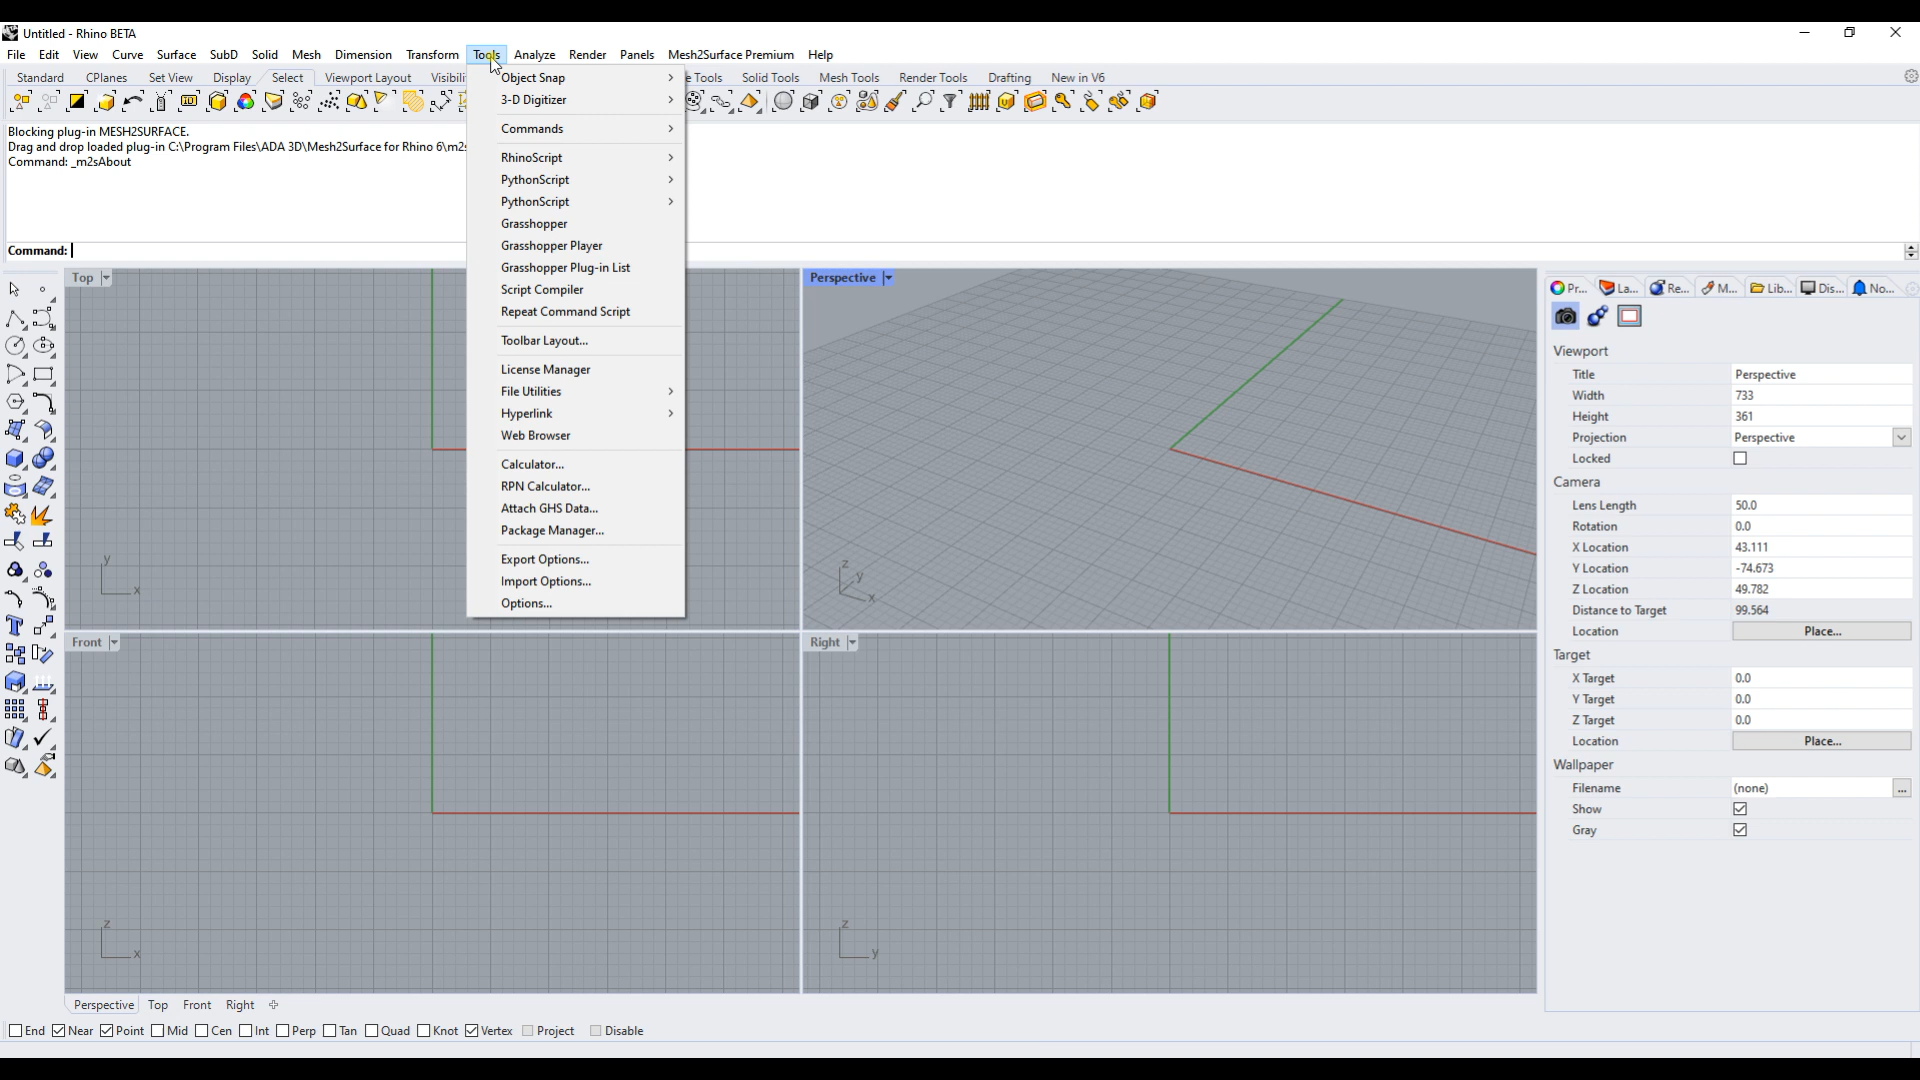 Untitled - Rhino BETA
File Edit View Curve Surface SubD Solid Mesh Dimension Transform Tools Analyze Render Panels Mesh2Surface Premium Help
Standard CPlanes Set View Display Select Viewport Layout Visibili e Tools Solid Tools Mesh Tools Render Tools Drafting New in V6
Blocking plug-in MESH2SURFACE.
Drag and drop loaded plug-in C:\Program Files\ADA 3D\Mesh2Surface for Rhino 6\m2s
Command: _m2sAbout
Command:
Object Snap
3-D Digitizer
Commands
RhinoScript
PythonScript
PythonScript
Grasshopper
Grasshopper Player
Grasshopper Plug-in List
Script Compiler
Repeat Command Script
Toolbar Layout...
License Manager
File Utilities
Hyperlink
Web Browser
Calculator...
RPN Calculator...
Attach GHS Data...
Package Manager...
Export Options...
Import Options...
Options...
Top
y
x
Perspective
z
y
x
Front
z
x
Right
z
y
Pr... La... Re... M... Lib... Dis... No...
Viewport
Title Perspective
Width 733
Height 361
Projection Perspective
Locked
Camera
Lens Length 50.0
Rotation 0.0
X Location 43.111
Y Location -74.673
Z Location 49.782
Distance to Target 99.564
Location Place...
Target
X Target 0.0
Y Target 0.0
Z Target 0.0
Location Place...
Wallpaper
Filename (none) ...
Show
Gray
Perspective Top Front Right
End Near Point Mid Cen Int Perp Tan Quad Knot Vertex Project Disable